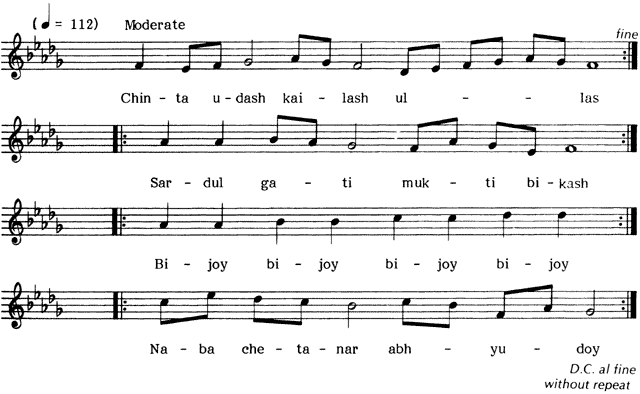 (♩ = 112) Moderate
fine
Chin - ta u - dash kai - lash ul - - - las
Sar - dul ga - ti muk - ti bi - kash
Bi - joy bi - joy bi - joy bi - joy
Na - ba che - ta - nar abh - yu - doy
D.C. al fine
without repeat